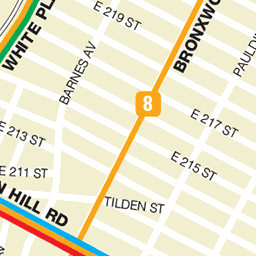 E 219 ST
WHITE PL
BARNES AV
BRONXWO
PAULDI
8
E 217 ST
E 213 ST
E 215 ST
E 211 ST
N HILL RD
TILDEN ST